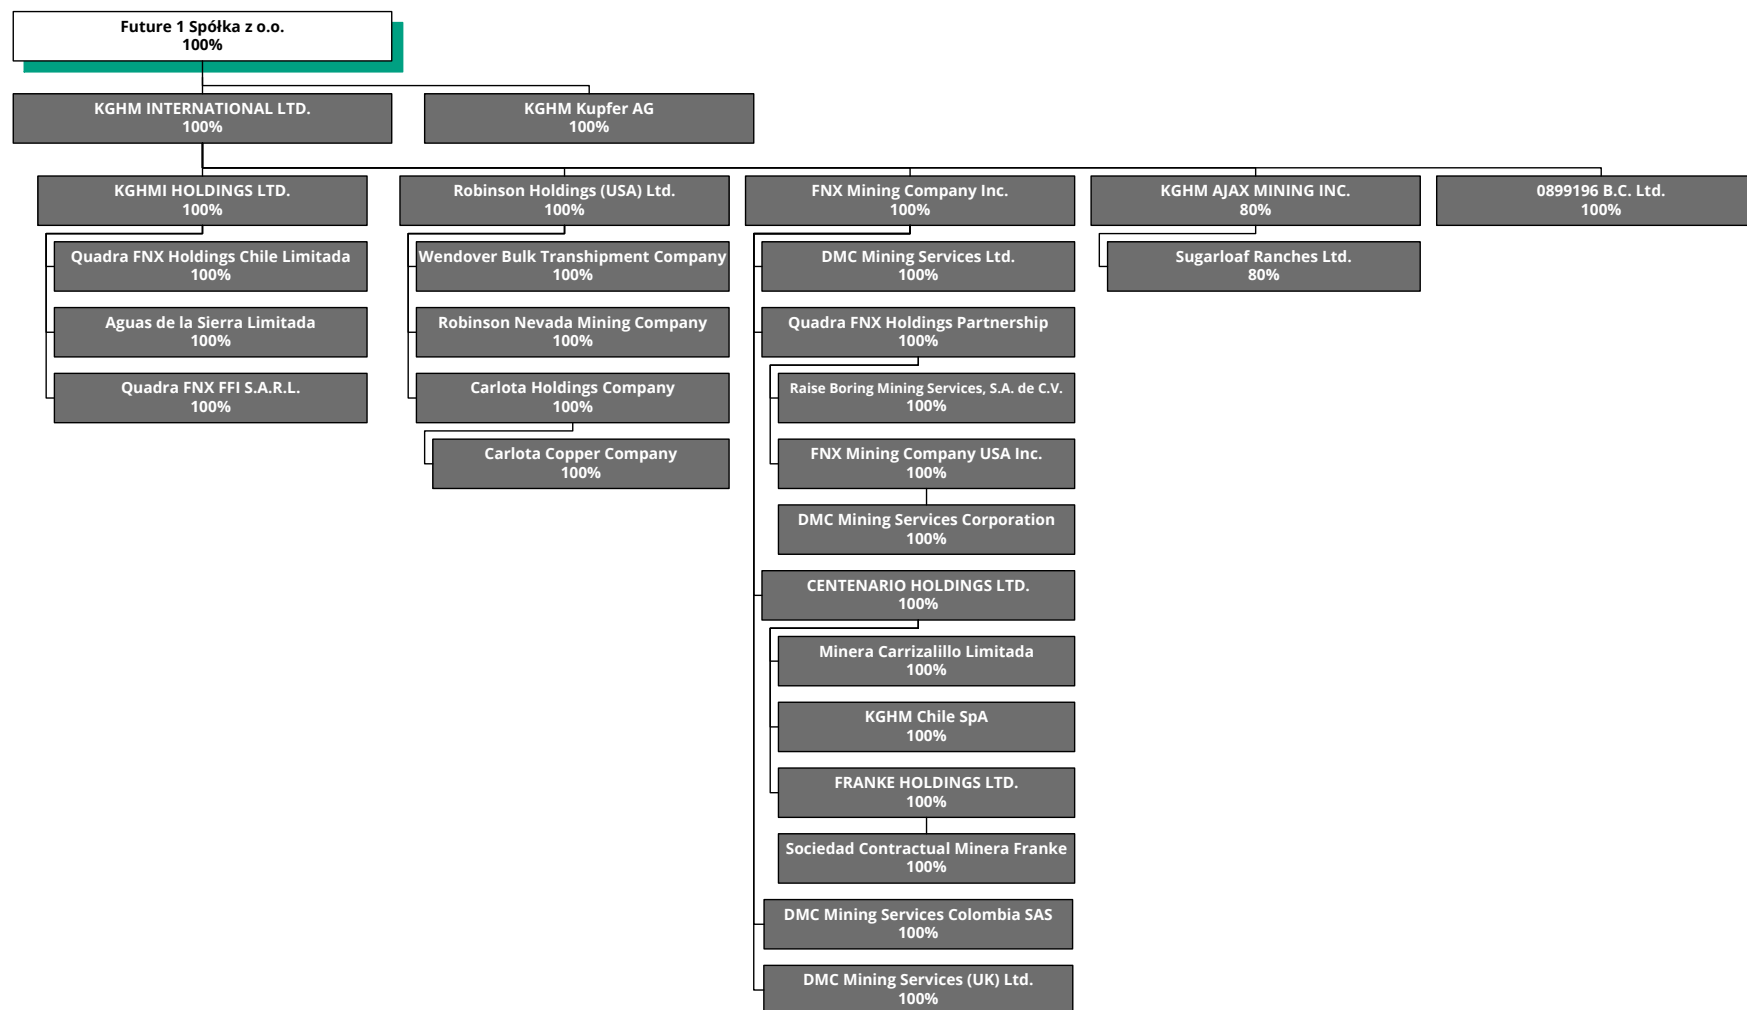 Future 1 Spółka z o.o.
100%
KGHM INTERNATIONAL LTD.
100%
KGHM Kupfer AG
100%
KGHMI HOLDINGS LTD.
100%
Robinson Holdings (USA) Ltd.
100%
FNX Mining Company Inc.
100%
KGHM AJAX MINING INC.
80%
0899196 B.C. Ltd.
100%
Quadra FNX Holdings Chile Limitada
100%
Wendover Bulk Transhipment Company
100%
DMC Mining Services Ltd.
100%
Sugarloaf Ranches Ltd.
80%
Aguas de la Sierra Limitada
100%
Robinson Nevada Mining Company
100%
Quadra FNX Holdings Partnership
100%
Quadra FNX FFI S.A.R.L.
100%
Carlota Holdings Company
100%
Raise Boring Mining Services, S.A. de C.V.
100%
Carlota Copper Company
100%
FNX Mining Company USA Inc.
100%
DMC Mining Services Corporation
100%
CENTENARIO HOLDINGS LTD.
100%
Minera Carrizalillo Limitada
100%
KGHM Chile SpA
100%
FRANKE HOLDINGS LTD.
100%
Sociedad Contractual Minera Franke
100%
DMC Mining Services Colombia SAS
100%
DMC Mining Services (UK) Ltd.
100%